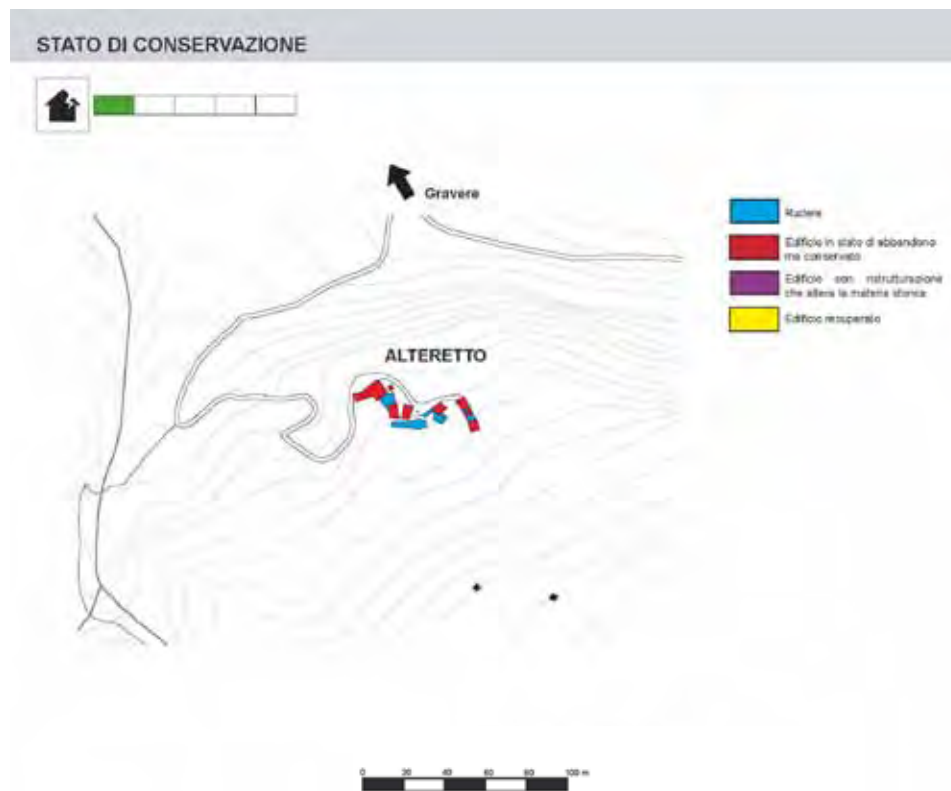 STATO DI CONSERVAZIONE
Gravere
Rudere
Edificio in stato di abbandono
ma conservato
Edificio con ristrutturazione
che altera la materia storica
Edificio recuperato
ALTERETTO
0 20 40 60 80 100 m